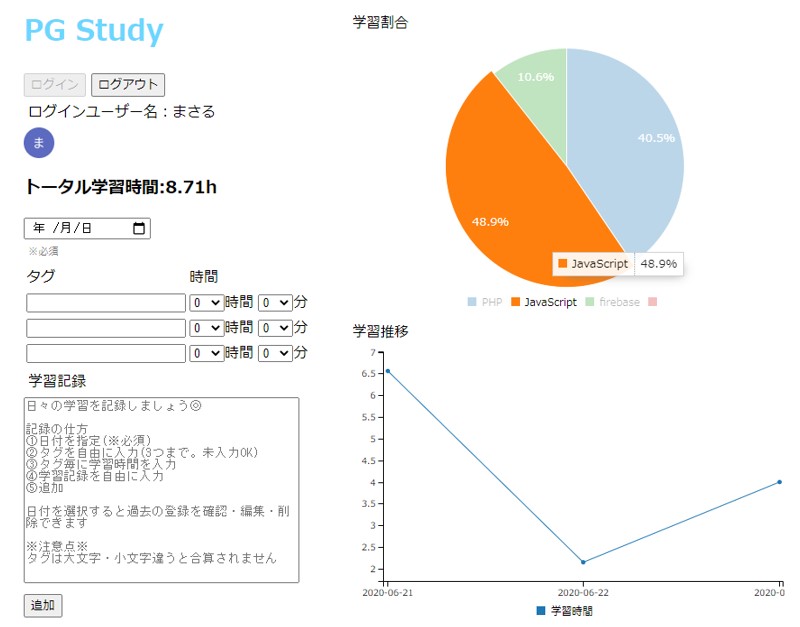 PG Study
ログイン ログアウト
ログインユーザー名：まさる
ま
トータル学習時間:8.71h
年 /月/日
※必須
タグ 時間
0 時間 0 分
0 時間 0 分
0 時間 0 分
学習記録
日々の学習を記録しましょう◎
記録の仕方
①日付を指定(※必須)
②タグを自由に入力(3つまで。未入力OK)
③タグ毎に学習時間を入力
④学習記録を自由に入力
⑤追加
日付を選択すると過去の登録を確認・編集・削
除できます
※注意点※
タグは大文字・小文字違うと合算されません
追加
学習割合
10.6%
40.5%
48.9%
JavaScript 48.9%
PHP JavaScript firebase
学習推移
7
6.5
6
5.5
5
4.5
4
3.5
3
2.5
2
2020-06-21 2020-06-22 2020-0
学習時間